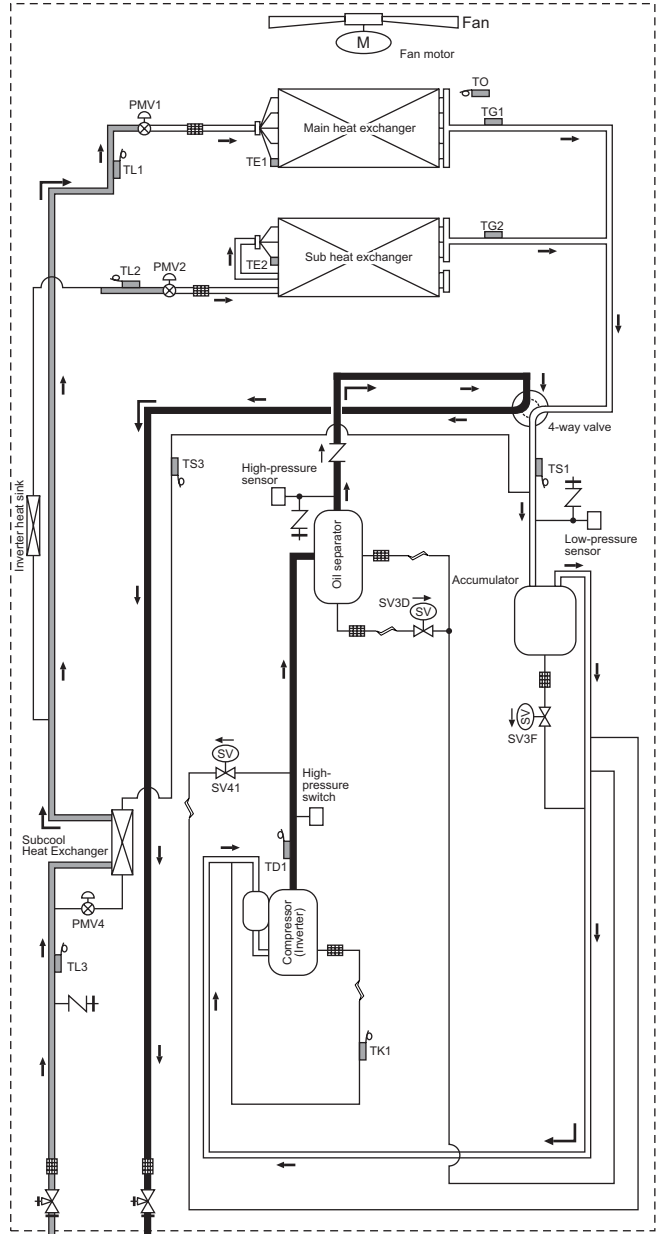 Fan
M
Fan motor
TO
PMV1
TG1
Main heat exchanger
TE1
TL1
TG2
Sub heat exchanger
TE2
TL2
PMV2
4-way valve
TS3
TS1
High-pressure
sensor
Low-pressure
sensor
Inverter heat sink
Oil separator
Accumulator
SV3D
SV
SV
SV3F
SV
SV41
High-
pressure
switch
Subcool
Heat Exchanger
TD1
PMV4
Compressor
(Inverter)
TL3
TK1